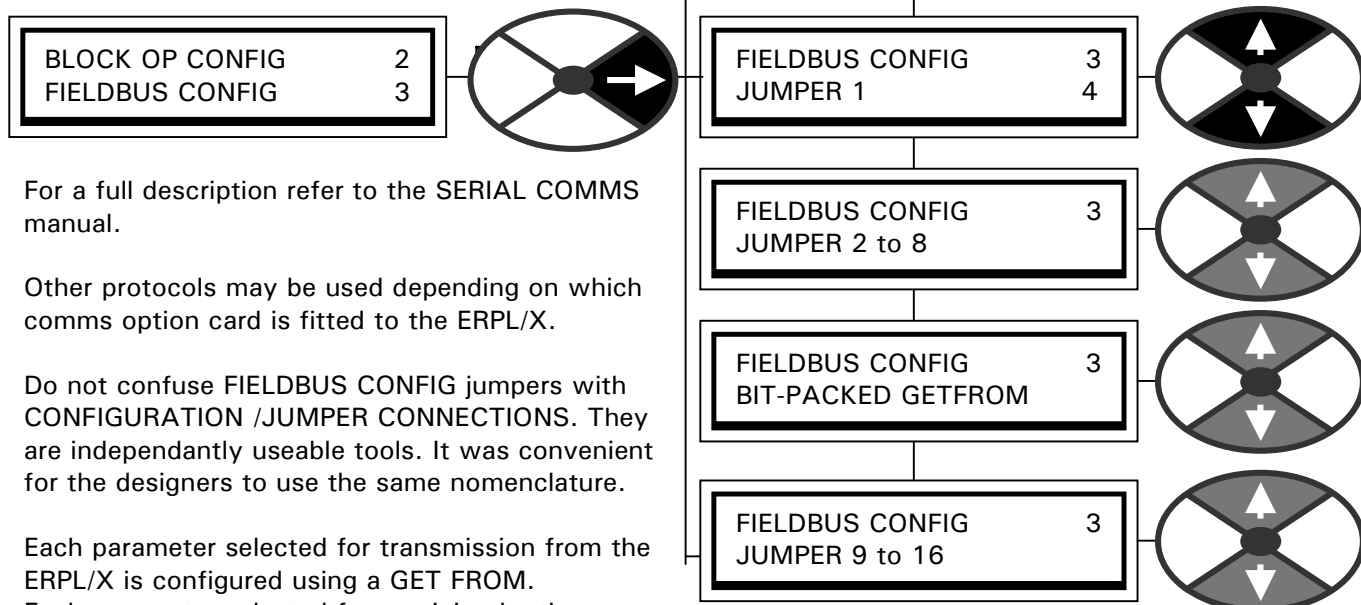 BLOCK OP CONFIG 2
FIELDBUS CONFIG 3
For a full description refer to the SERIAL COMMS
manual.
Other protocols may be used depending on which
comms option card is fitted to the ERPL/X.
Do not confuse FIELDBUS CONFIG jumpers with
CONFIGURATION /JUMPER CONNECTIONS. They
are independantly useable tools. It was convenient
for the designers to use the same nomenclature.
Each parameter selected for transmission from the
ERPL/X is configured using a GET FROM.
FIELDBUS CONFIG 3
JUMPER 1 4
FIELDBUS CONFIG 3
JUMPER 2 to 8
FIELDBUS CONFIG 3
BIT-PACKED GETFROM
FIELDBUS CONFIG 3
JUMPER 9 to 16